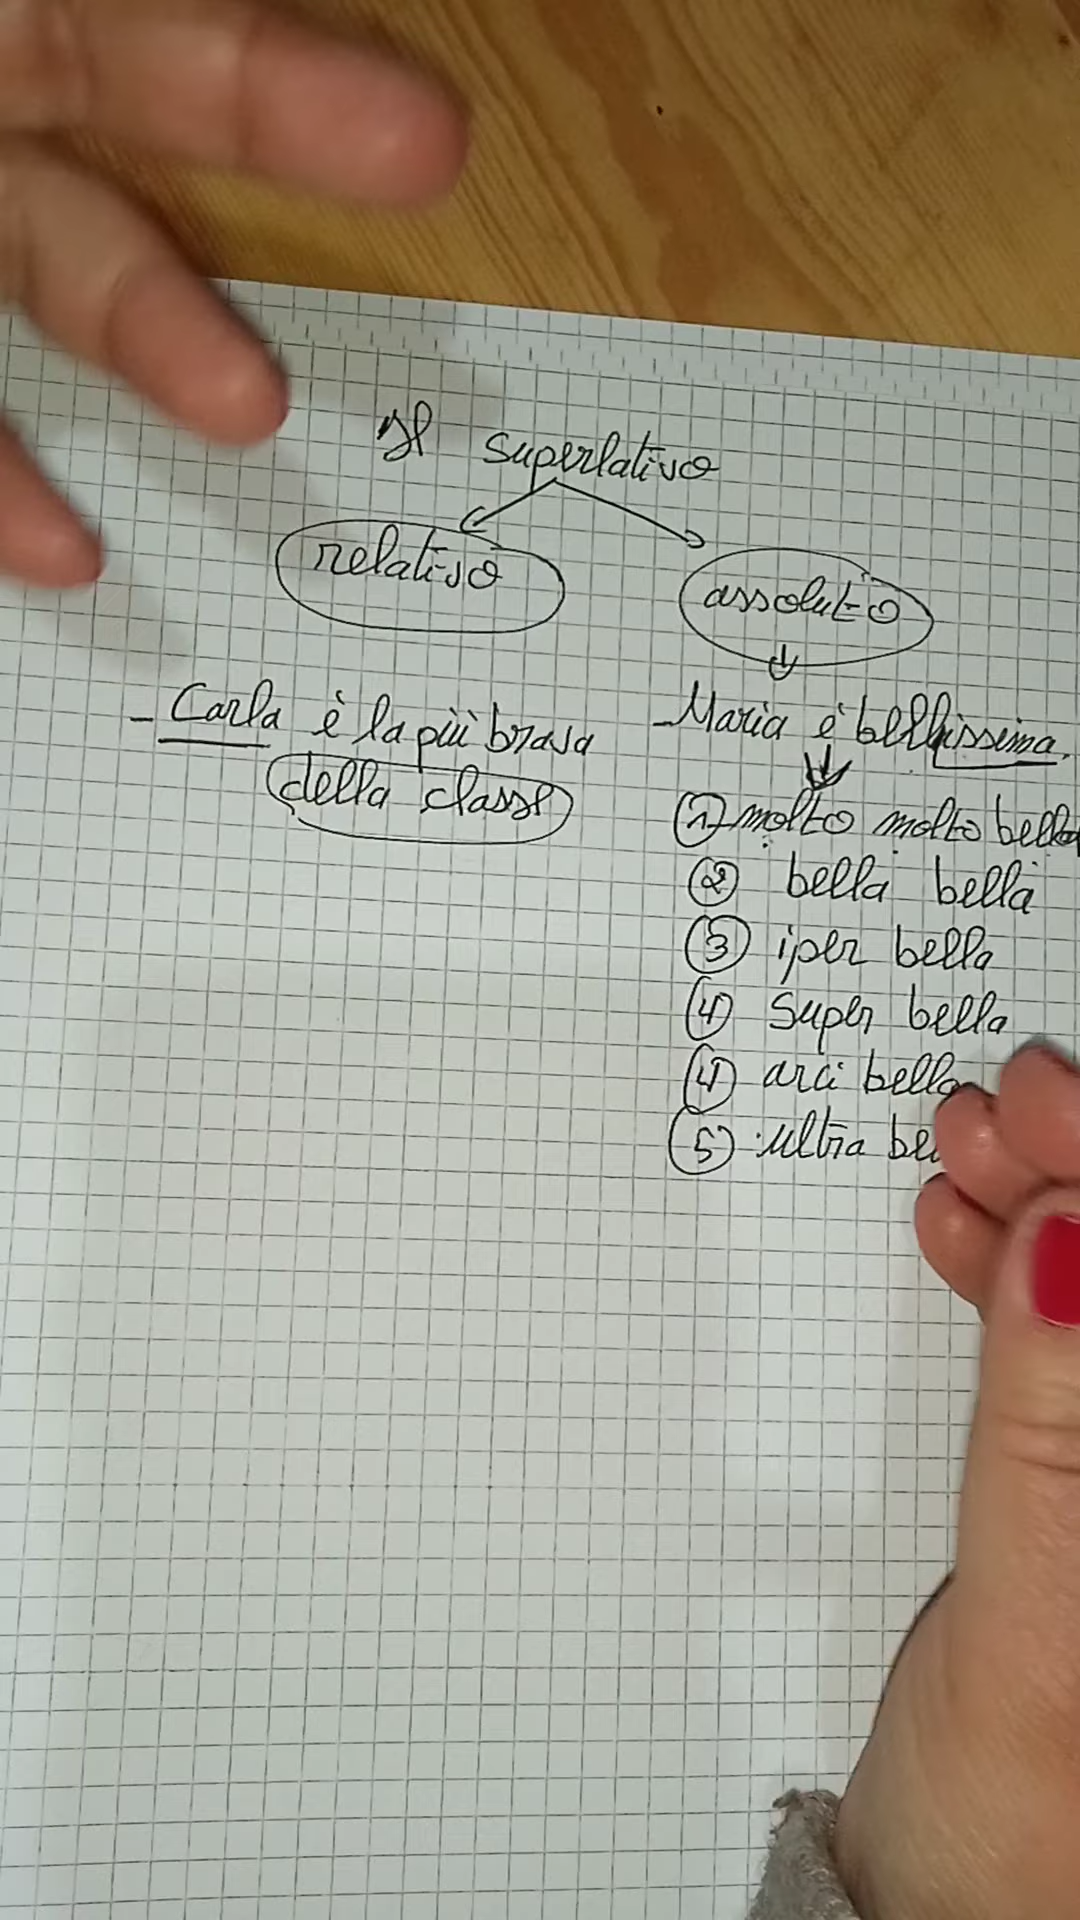 Il superlativo
relativo
assoluto
- Carla è la più brava
della classe
- Maria è bellissima.
① molto molto bella
② bella bella
③ iper bella
④ super bella
④ arci bella
⑤ ultra